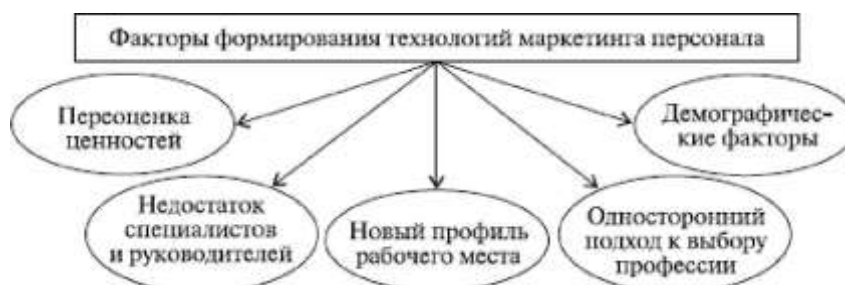 Факторы формирования технологий маркетинга персонала
Переоценка
ценностей
Демографичес-
кие факторы
Недостаток
специалистов
и руководителей
Новый профиль
рабочего места
Односторонний
подход к выбору
профессии